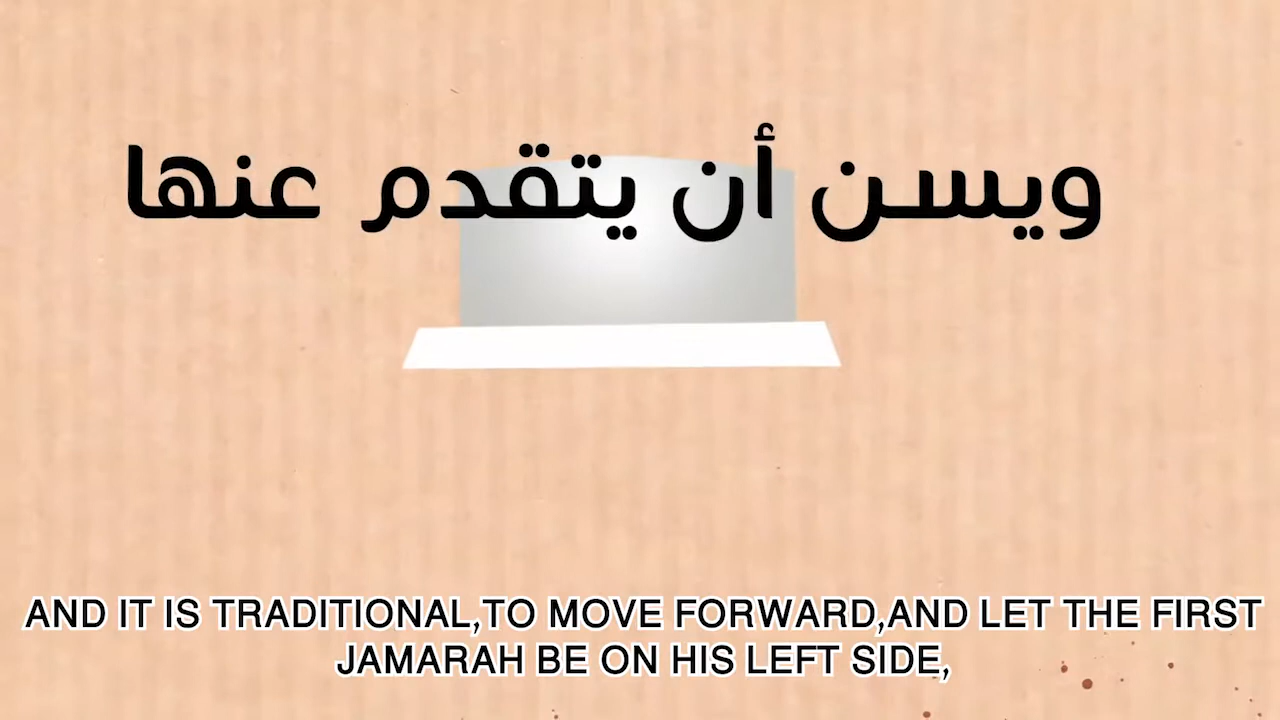 ويسن أن يتقدم عنها
AND IT IS TRADITIONAL,TO MOVE FORWARD,AND LET THE FIRST
JAMARAH BE ON HIS LEFT SIDE,